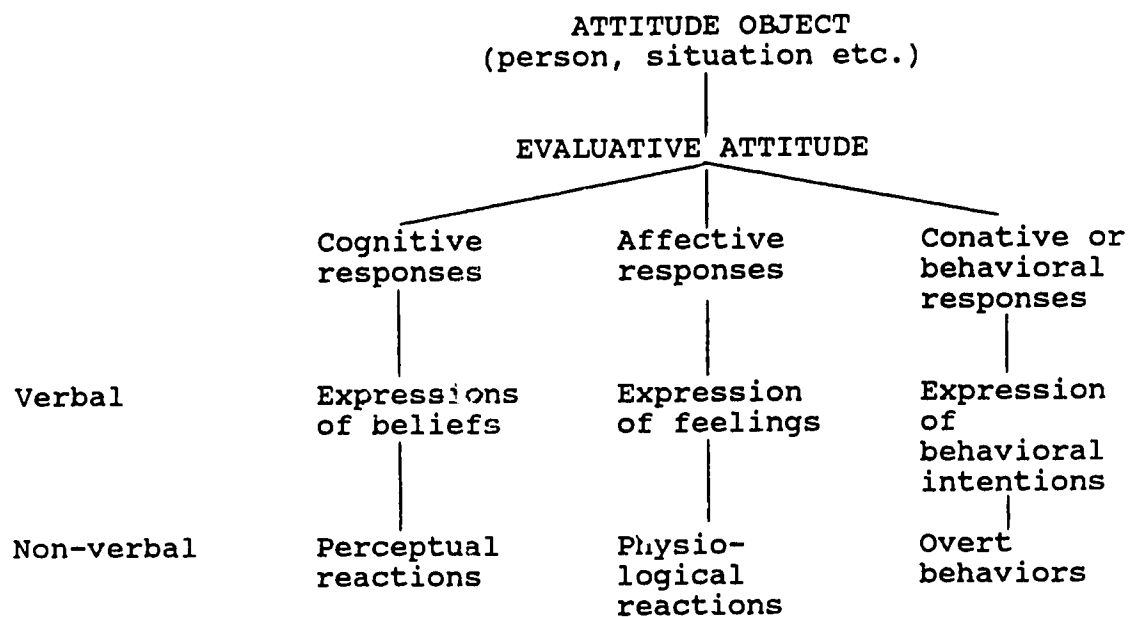 ATTITUDE OBJECT
(person, situation etc.)
EVALUATIVE ATTITUDE
Cognitive
responses
Affective
responses
Conative or
behavioral
responses
Verbal
Expressions
of beliefs
Expression
of feelings
Expression
of
behavioral
intentions
Non-verbal
Perceptual
reactions
Physio-
logical
reactions
Overt
behaviors